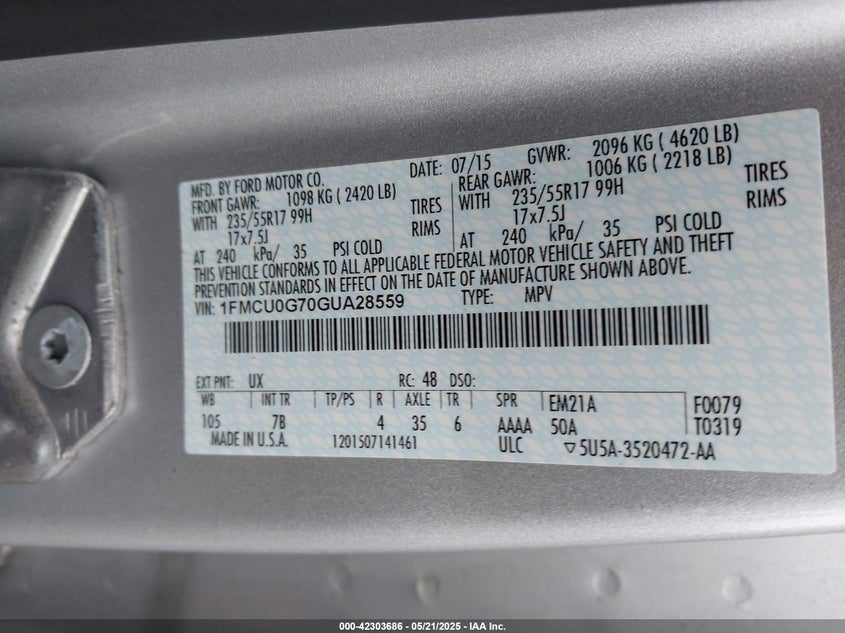 MFD. BY FORD MOTOR CO.
DATE: 07/15 GVWR: 2096 KG ( 4620 LB)
FRONT GAWR: 1098 KG ( 2420 LB)
WITH 235/55R17 99H TIRES
17x7.5J RIMS
AT 240 kPa/ 35 PSI COLD
REAR GAWR: 1006 KG ( 2218 LB)
WITH 235/55R17 99H TIRES
17x7.5J RIMS
AT 240 kPa/ 35 PSI COLD
THIS VEHICLE CONFORMS TO ALL APPLICABLE FEDERAL MOTOR VEHICLE SAFETY AND THEFT
PREVENTION STANDARDS IN EFFECT ON THE DATE OF MANUFACTURE SHOWN ABOVE.
VIN: 1FMCU0G70GUA28559 TYPE: MPV
EXT PNT: UX RC: 48 DSO:
WB INT TR TP/PS R AXLE TR SPR EM21A F0079
105 7B 4 35 6 AAAA 50A T0319
MADE IN U.S.A. 1201507141461 ULC ▽5U5A-3520472-AA
000-42303686 - 05/21/2025 - IAA Inc.